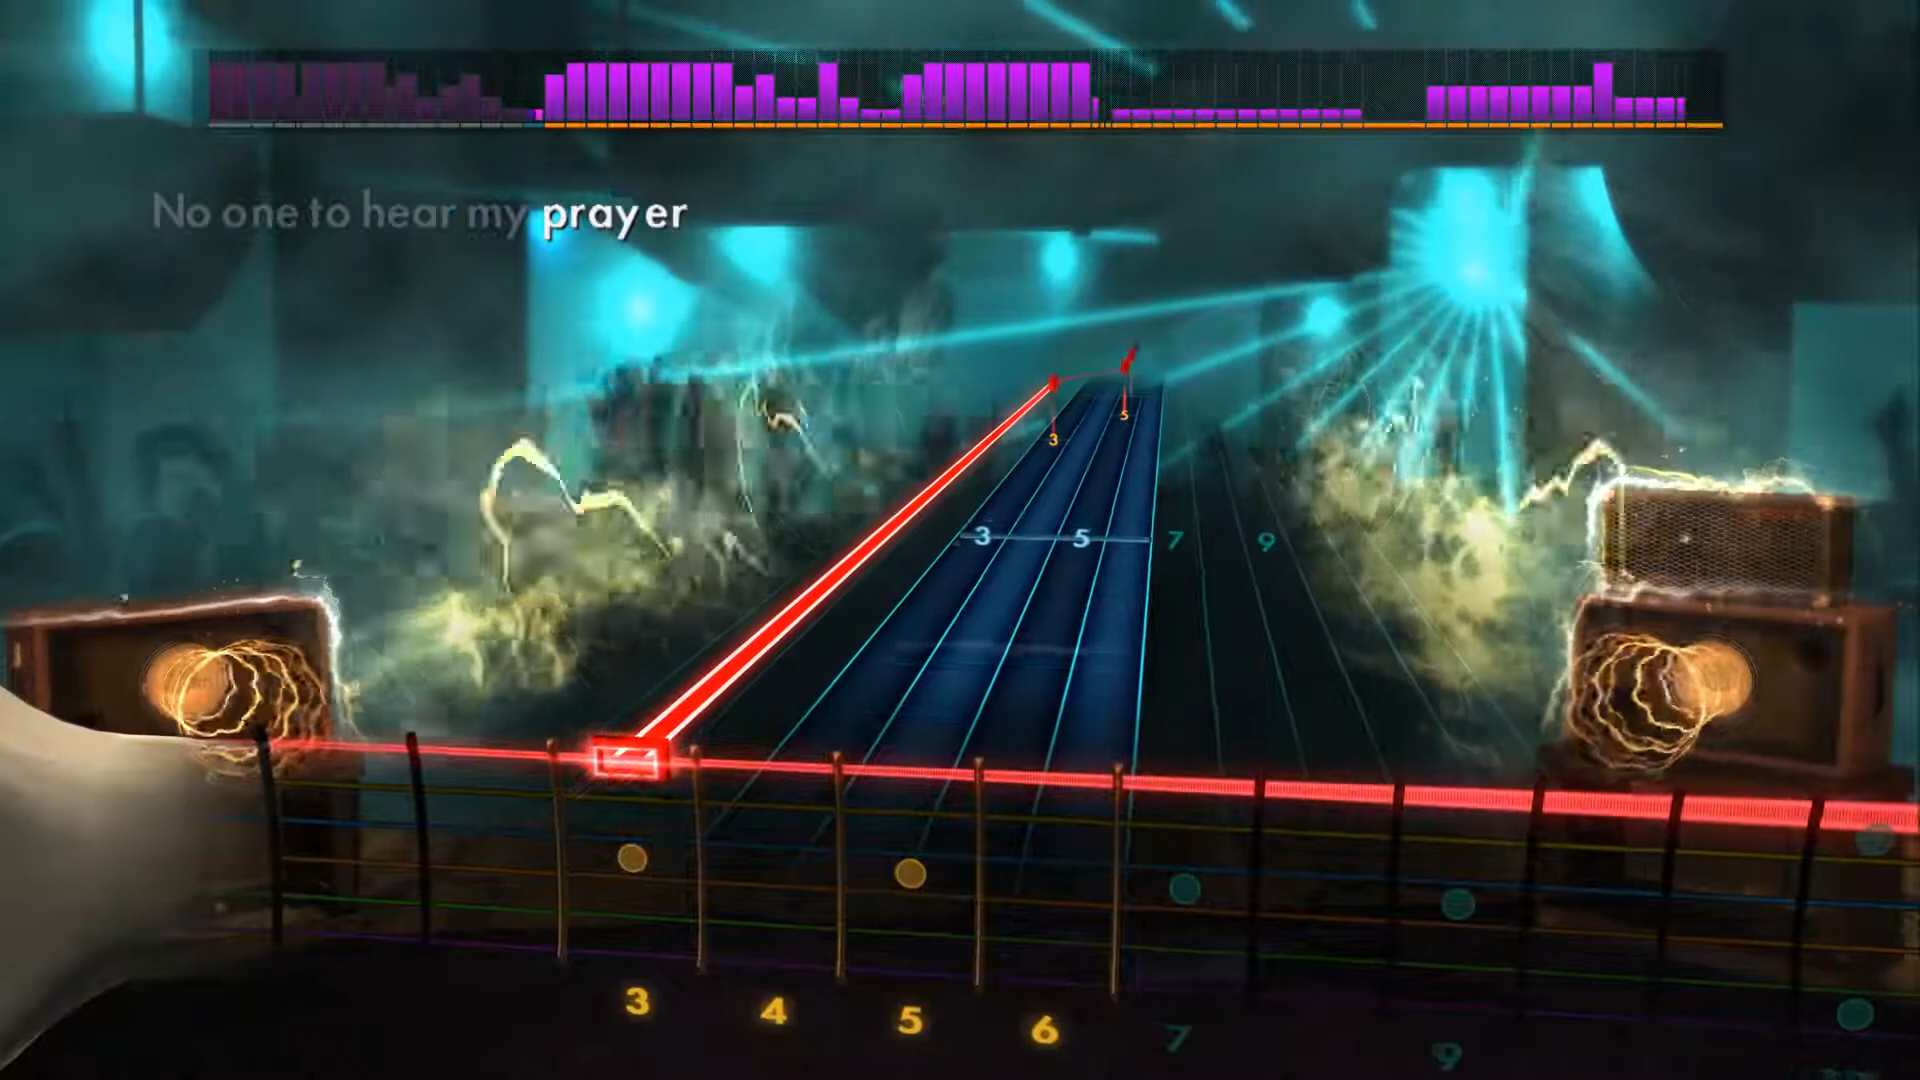 No one to hear my prayer
5
3
3 5 7 9
3 4 5 6 7 9